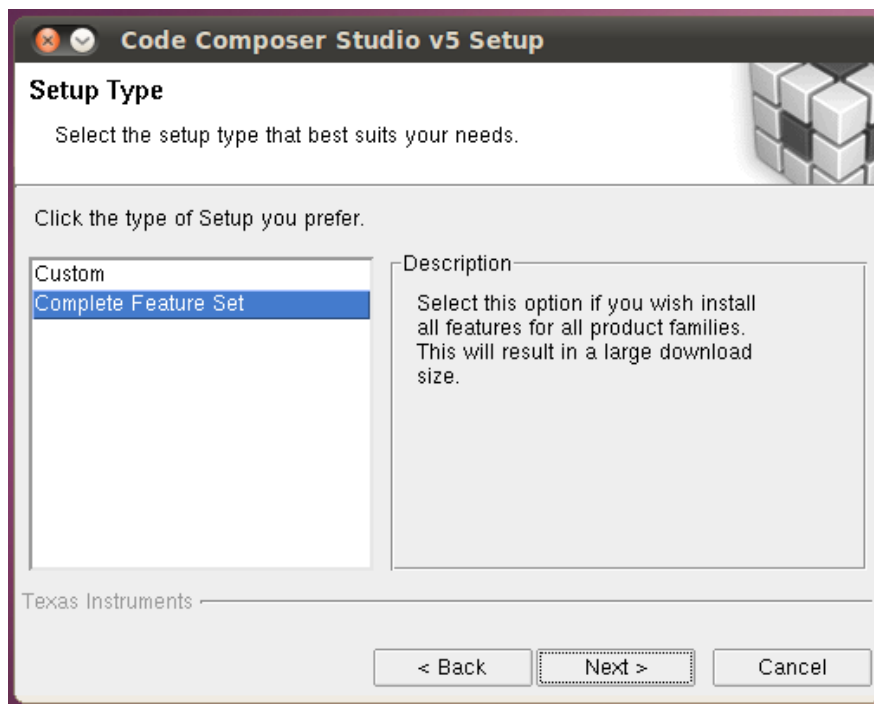 Code Composer Studio v5 Setup
Setup Type
Select the setup type that best suits your needs.
Click the type of Setup you prefer.
Custom
Complete Feature Set
Description
Select this option if you wish install
all features for all product families.
This will result in a large download
size.
Texas Instruments
< Back
Next >
Cancel